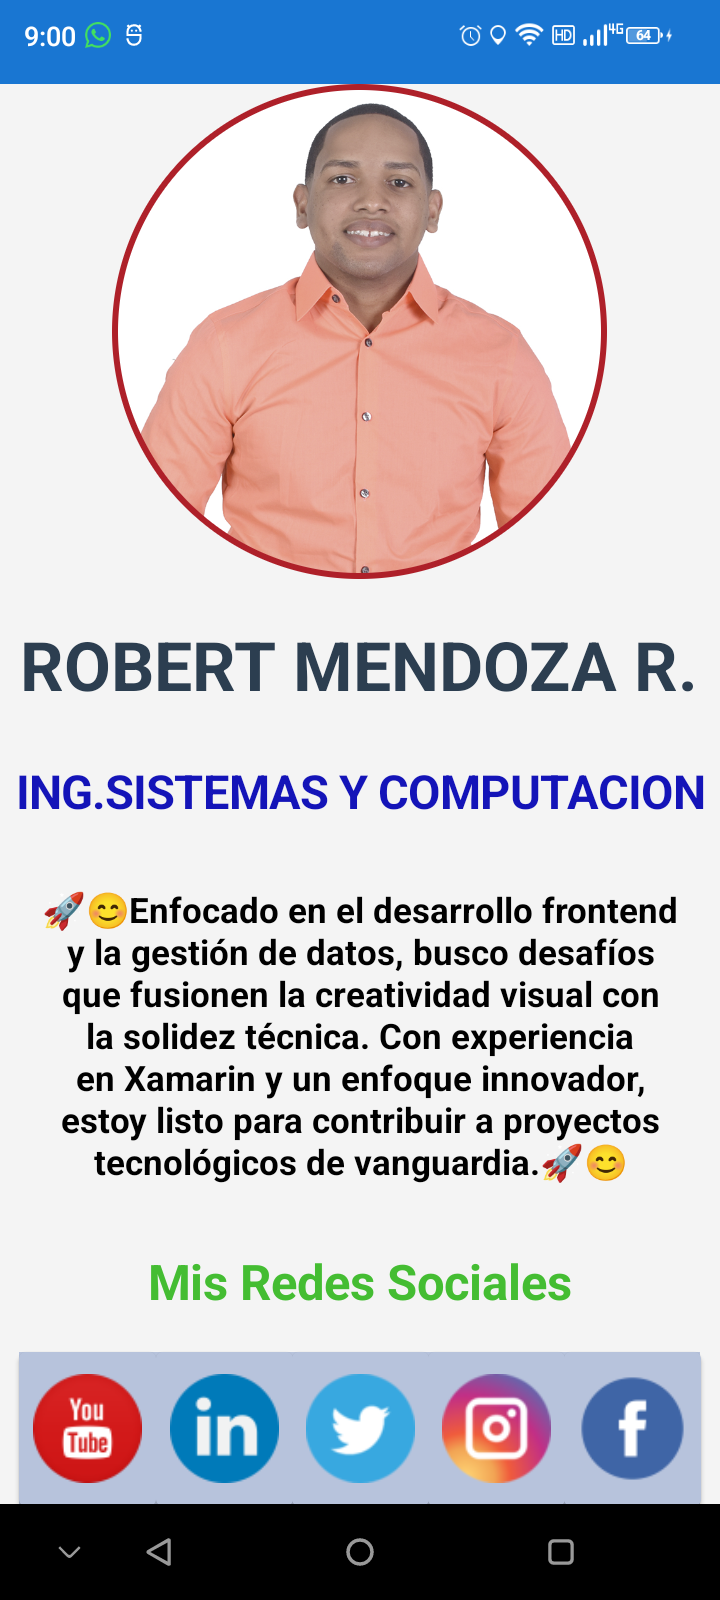 9:00 HD 4G 64
ROBERT MENDOZA R.
ING.SISTEMAS Y COMPUTACION
🚀😊Enfocado en el desarrollo frontend
y la gestión de datos, busco desafíos
que fusionen la creatividad visual con
la solidez técnica. Con experiencia
en Xamarin y un enfoque innovador,
estoy listo para contribuir a proyectos
tecnológicos de vanguardia.🚀😊
Mis Redes Sociales
You
Tube
in
f